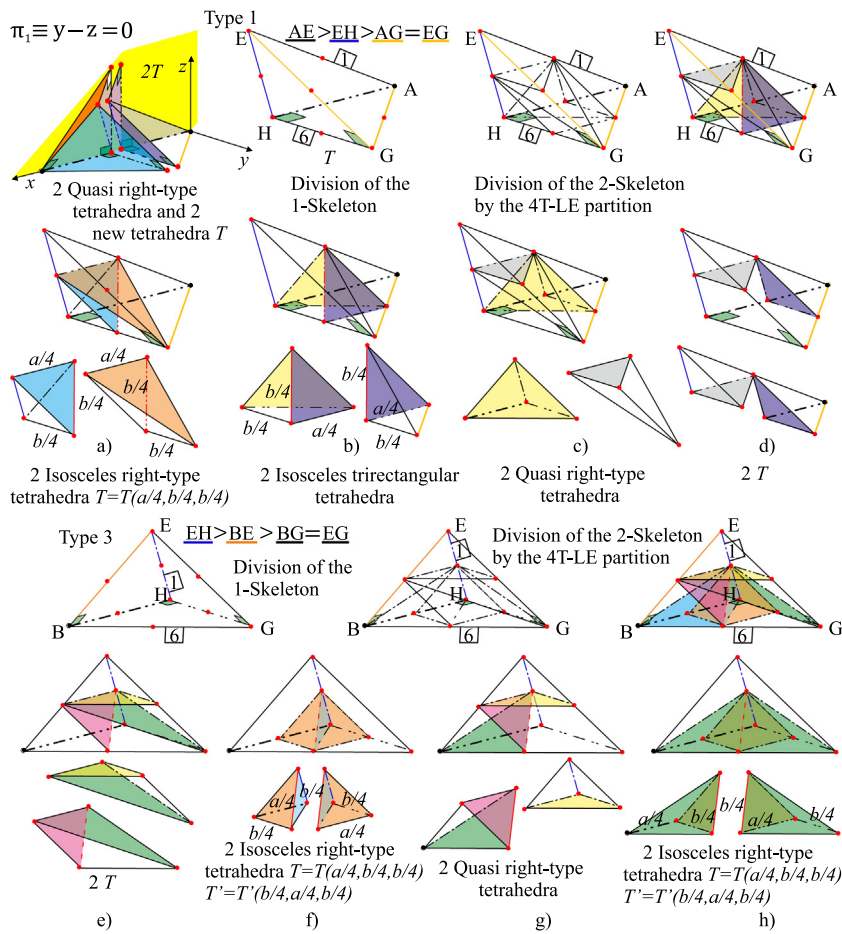 π₁≡ y−z=0
Type 1
AE>EH>AG=EG
2T
z
y
x
E
1
A
H
6
T
G
E
1
A
H
6
G
E
1
A
H
6
G
2 Quasi right-type
tetrahedra and 2
new tetrahedra T
Division of the
1-Skeleton
Division of the 2-Skeleton
by the 4T-LE partition
a/4
a/4
b/4
b/4
b/4
b/4
a)
2 Isosceles right-type
tetrahedra T=T(a/4,b/4,b/4)
b/4
b/4
b/4
a/4
a/4
b/4
b)
2 Isosceles trirectangular
tetrahedra
c)
2 Quasi right-type
tetrahedra
d)
2 T
Type 3
EH>BE>BG=EG
Division of the
1-Skeleton
Division of the 2-Skeleton
by the 4T-LE partition
E
1
H
B
6
G
E
1
H
B
6
G
E
1
H
B
6
G
2 T
e)
a/4
b/4
b/4
b/4
a/4
2 Isosceles right-type
tetrahedra T=T(a/4,b/4,b/4)
T'=T'(b/4,a/4,b/4)
f)
2 Quasi right-type
tetrahedra
g)
a/4
b/4
b/4
a/4
b/4
2 Isosceles right-type
tetrahedra T=T(a/4,b/4,b/4)
T'=T'(b/4,a/4,b/4)
h)